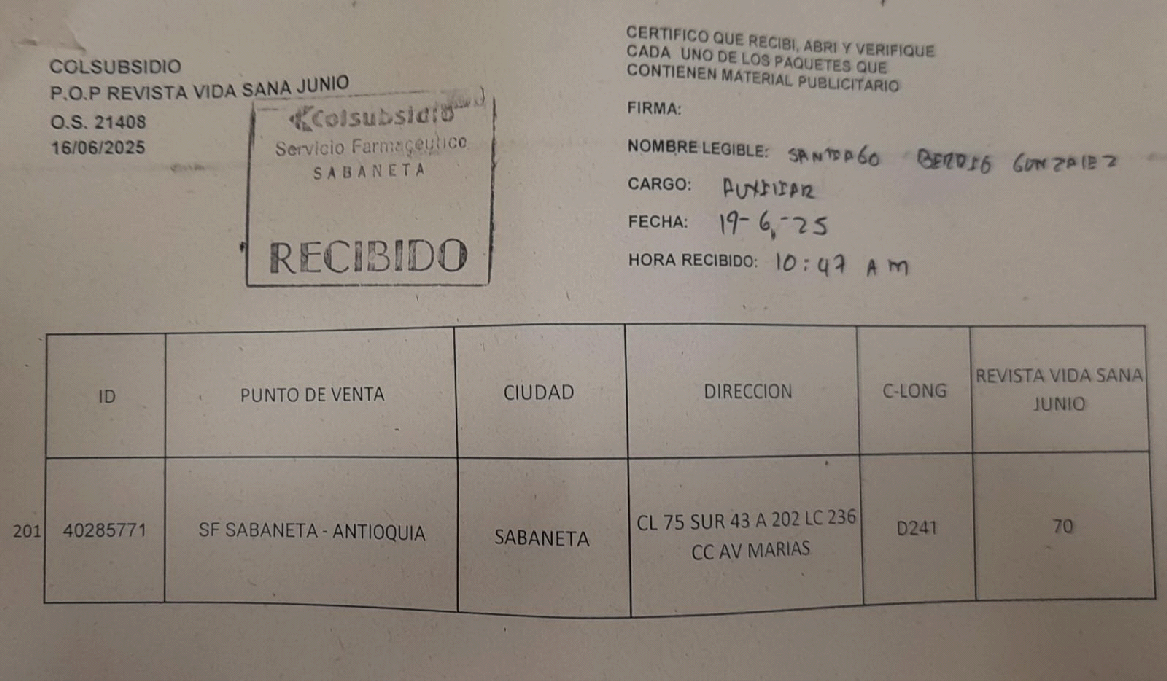 COLSUBSIDIO
P.O.P REVISTA VIDA SANA JUNIO
O.S. 21408
16/06/2025
Colsubsidio
Servicio Farmacéutico
SABANETA
RECIBIDO
CERTIFICO QUE RECIBI, ABRI Y VERIFIQUE
CADA UNO DE LOS PAQUETES QUE
CONTIENEN MATERIAL PUBLICITARIO
FIRMA:
NOMBRE LEGIBLE: SANTIAGO GONZALEZ
CARGO: AUXILIAR
FECHA: 19-6-25
HORA RECIBIDO: 10:47 AM
ID PUNTO DE VENTA CIUDAD DIRECCION C-LONG REVISTA VIDA SANA
JUNIO
201 40285771 SF SABANETA - ANTIOQUIA SABANETA CL 75 SUR 43 A 202 LC 236 D241 70
CC AV MARIAS